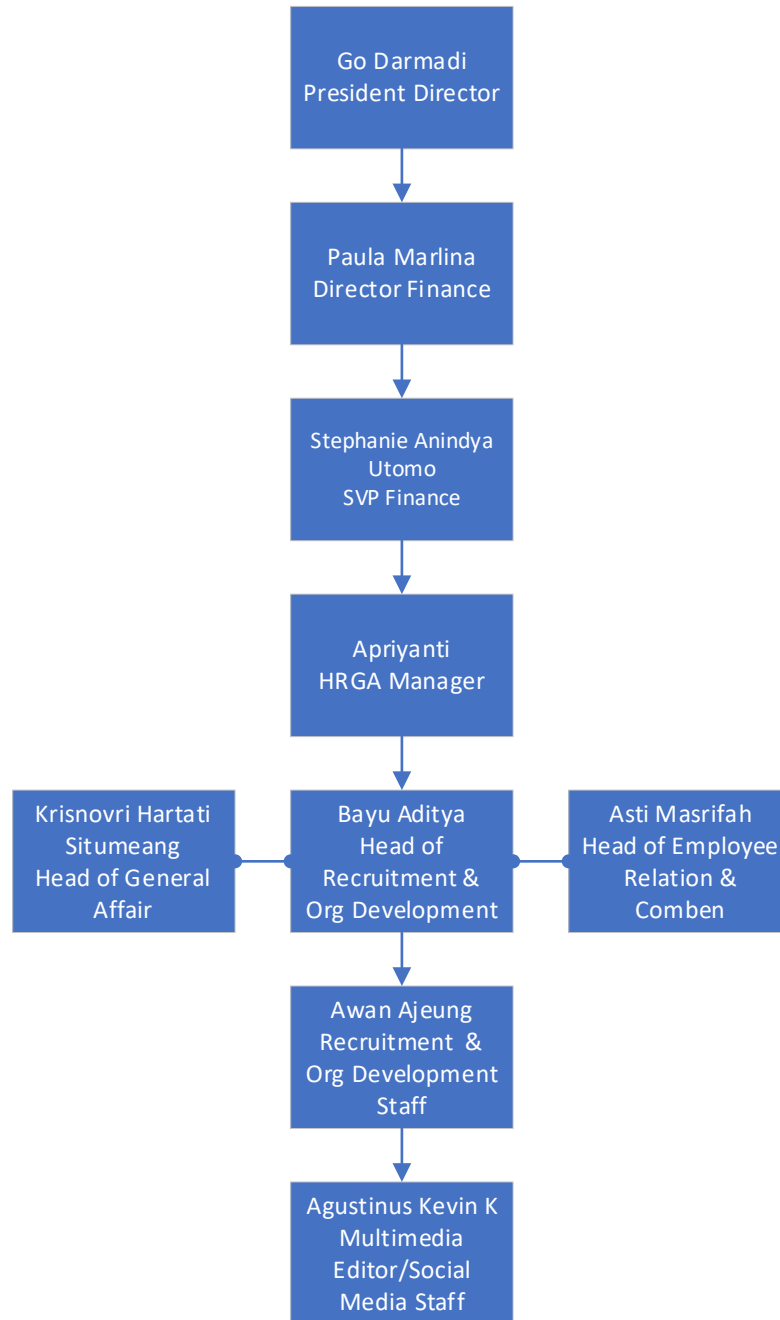 Go Darmadi
President Director
Paula Marlina
Director Finance
Stephanie Anindya
Utomo
SVP Finance
Apriyanti
HRGA Manager
Krisnovri Hartati
Situmeang
Head of General
Affair
Bayu Aditya
Head of
Recruitment &
Org Development
Asti Masrifah
Head of Employee
Relation &
Comben
Awan Ajeung
Recruitment &
Org Development
Staff
Agustinus Kevin K
Multimedia
Editor/Social
Media Staff